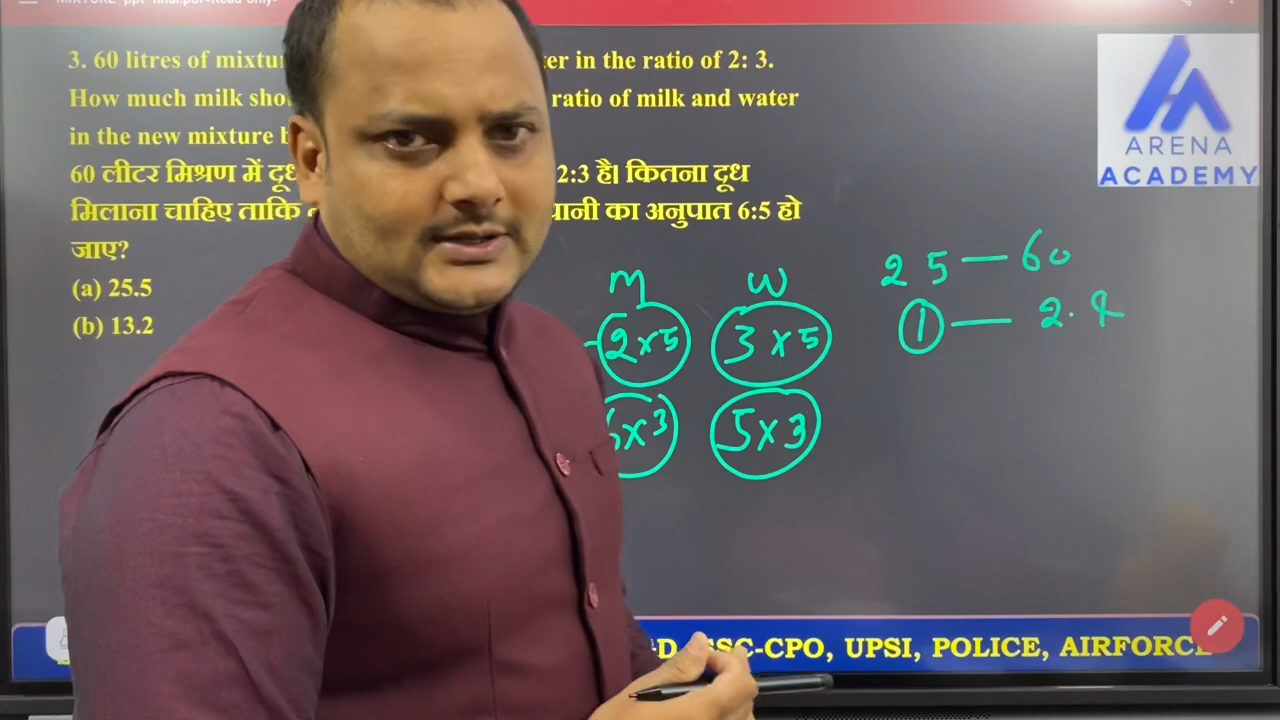 3. 60 litres of ter in the ratio of 2: 3.
How much milk ratio of milk and water
in the new mixture
60 लीटर मिश्रण में 2:3 है। कितना दूध
मिलाना चाहिए ताकि का अनुपात 6:5 हो
जाए?
(a) 25.5
(b) 13.2
ARENA
ACADEMY
M W
2×5 3×5
×3 5×3
25 — 60
1 — 2.4
SSC-CPO, UPSI, POLICE, AIRFORCE